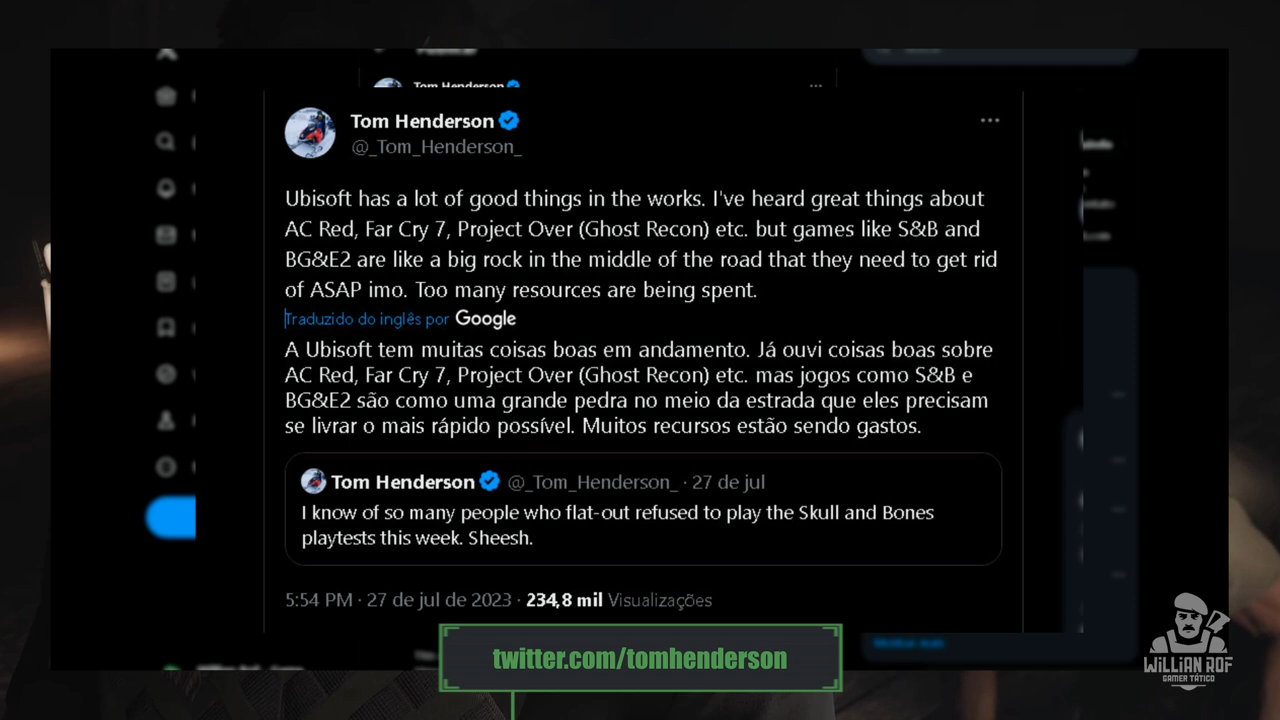 Tom Henderson
Tom Henderson
@_Tom_Henderson_
Ubisoft has a lot of good things in the works. I've heard great things about
AC Red, Far Cry 7, Project Over (Ghost Recon) etc. but games like S&B and
BG&E2 are like a big rock in the middle of the road that they need to get rid
of ASAP imo. Too many resources are being spent.
Traduzido do inglês por Google
A Ubisoft tem muitas coisas boas em andamento. Já ouvi coisas boas sobre
AC Red, Far Cry 7, Project Over (Ghost Recon) etc. mas jogos como S&B e
BG&E2 são como uma grande pedra no meio da estrada que eles precisam
se livrar o mais rápido possível. Muitos recursos estão sendo gastos.
Tom Henderson @_Tom_Henderson_ · 27 de jul
I know of so many people who flat-out refused to play the Skull and Bones
playtests this week. Sheesh.
5:54 PM · 27 de jul de 2023 · 234,8 mil Visualizações
twitter.com/tomhenderson
WiLLiAN ROF
GAMER TÁTICO